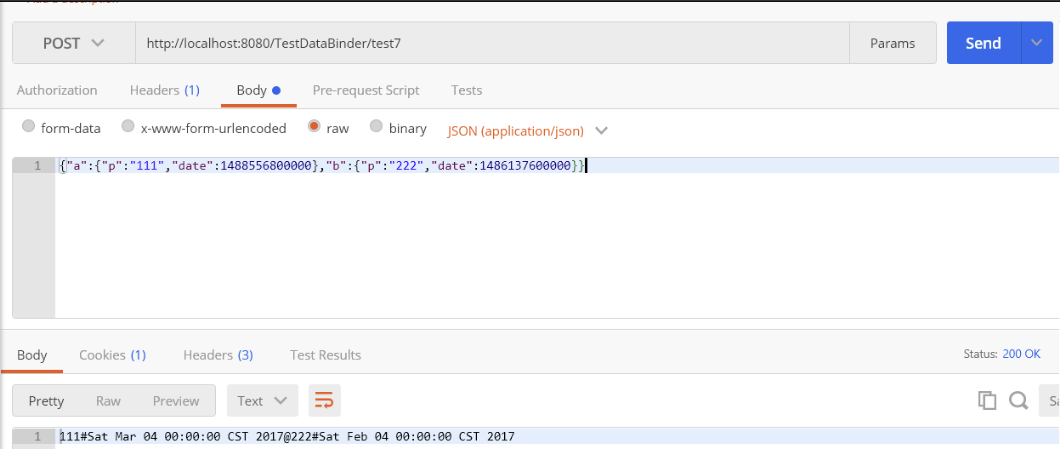 POST http://localhost:8080/TestDataBinder/test7 Params Send
Authorization Headers (1) Body Pre-request Script Tests
form-data x-www-form-urlencoded raw binary JSON (application/json)
1 {"a":{"p":"111","date":1488556800000},"b":{"p":"222","date":1486137600000}}
Body Cookies (1) Headers (3) Test Results Status: 200 OK
Pretty Raw Preview Text Sa
1 111#Sat Mar 04 00:00:00 CST 2017@222#Sat Feb 04 00:00:00 CST 2017